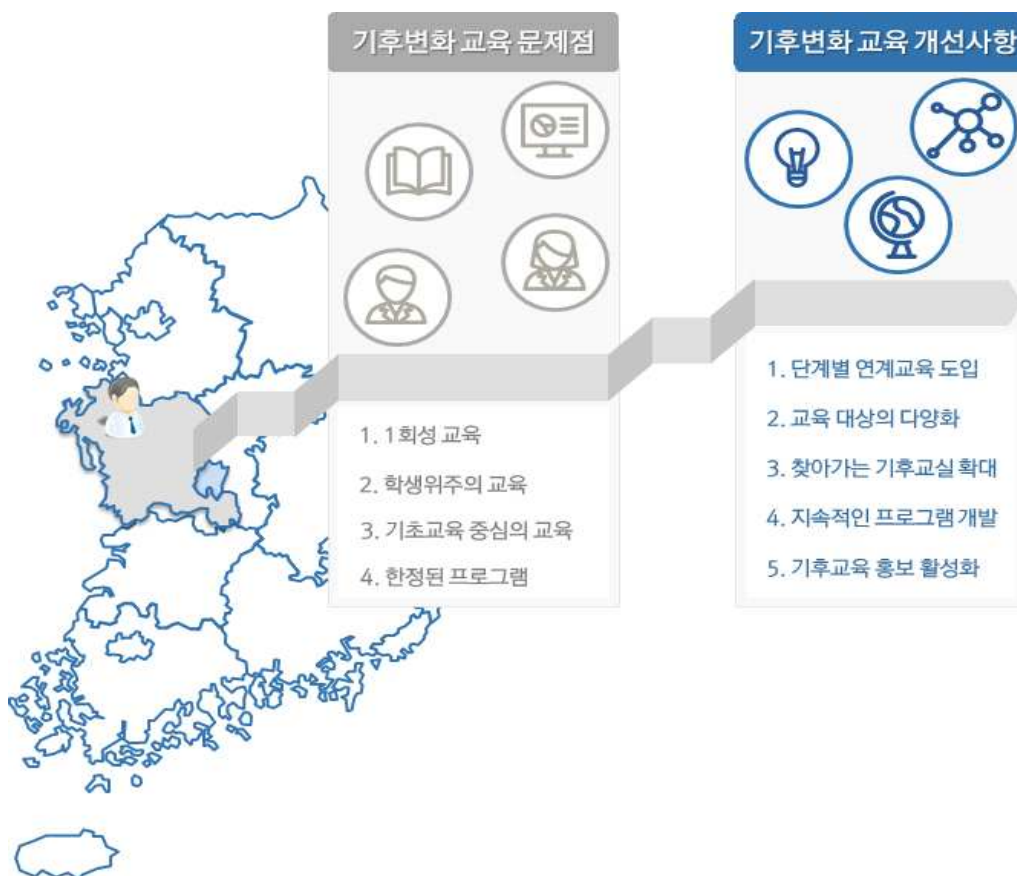 기후변화 교육 문제점
1. 1회성 교육
2. 학생위주의 교육
3. 기초교육 중심의 교육
4. 한정된 프로그램
기후변화 교육 개선사항
1. 단계별 연계교육 도입
2. 교육 대상의 다양화
3. 찾아가는 기후교실 확대
4. 지속적인 프로그램 개발
5. 기후교육 홍보 활성화